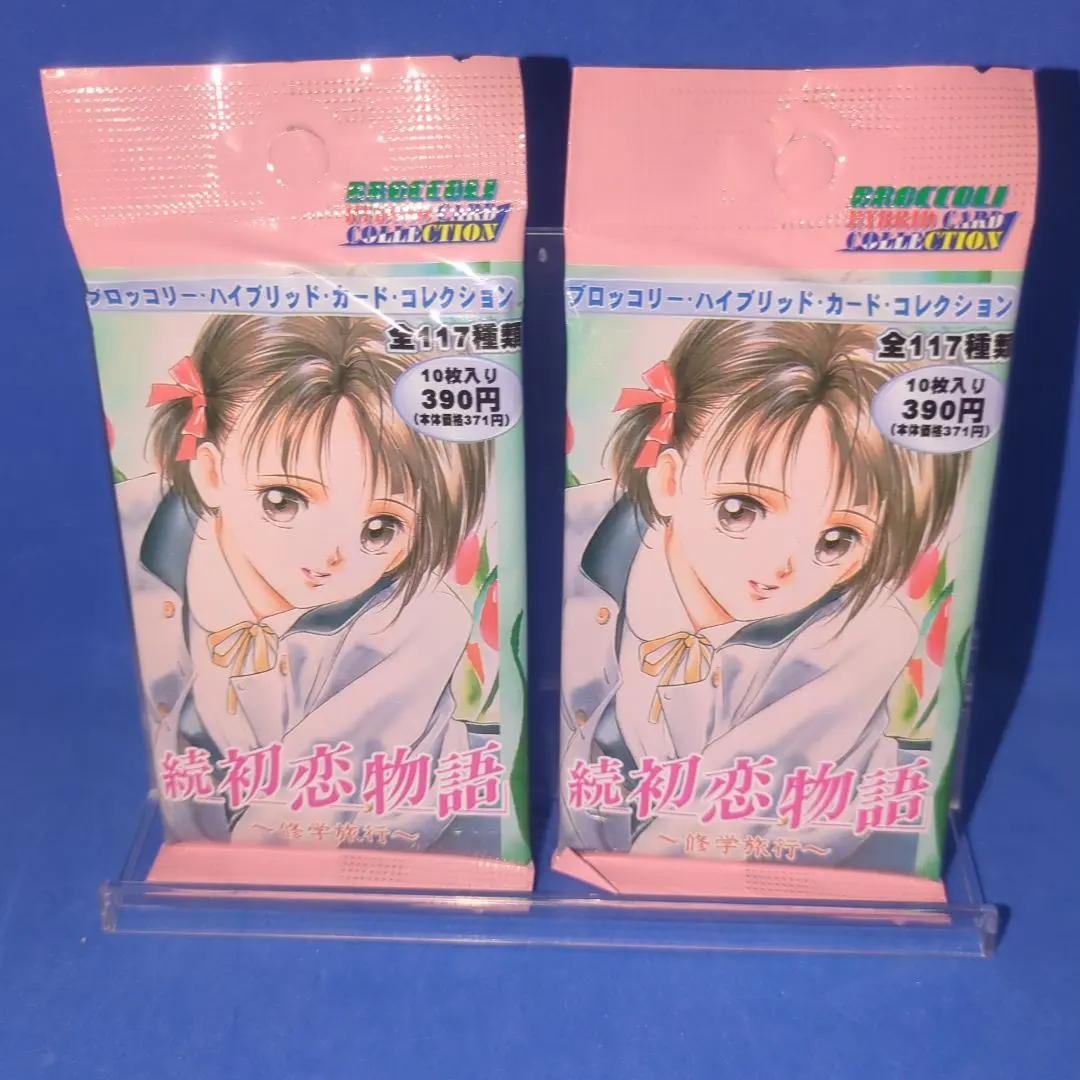 BROCCOLI
HYBRID CARD
COLLECTION
ブロッコリー・ハイブリッド・カード・コレクション
全117種類
10枚入り
390円
(本体価格371円)
続初恋物語
～修学旅行～
BROCCOLI
HYBRID CARD
COLLECTION
ブロッコリー・ハイブリッド・カード・コレクション
全117種類
10枚入り
390円
(本体価格371円)
続初恋物語
～修学旅行～